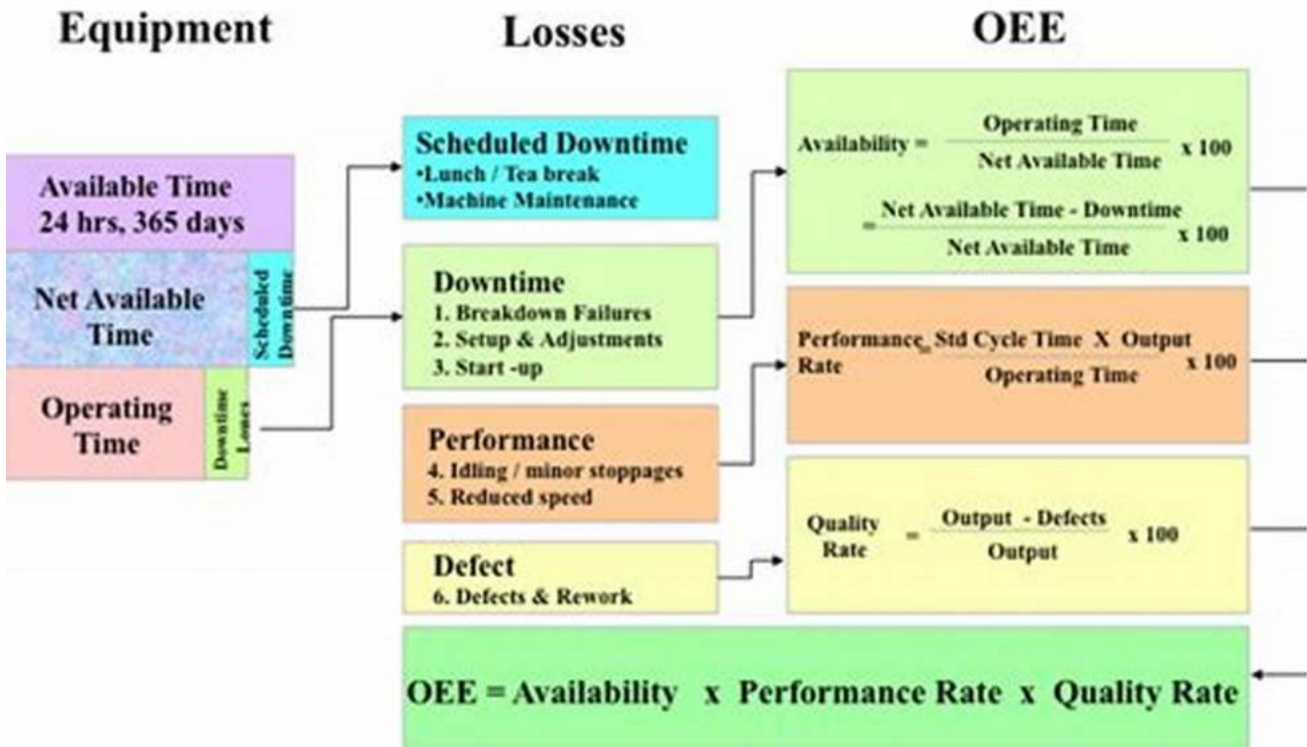 Equipment
Losses
OEE
Available Time
24 hrs, 365 days
Net Available
Time
Scheduled
Downtime
Operating
Time
Downtime
Scheduled Downtime
•Lunch / Tea break
•Machine Maintenance
Downtime
1. Breakdown Failures
2. Setup & Adjustments
3. Start -up
Performance
4. Idling / minor stoppages
5. Reduced speed
Defect
6. Defects & Rework
Availability = Operating Time x 100
Net Available Time
= Net Available Time - Downtime x 100
Net Available Time
Performance = Std Cycle Time X Output x 100
Rate Operating Time
Quality = Output - Defects x 100
Rate Output
OEE = Availability x Performance Rate x Quality Rate